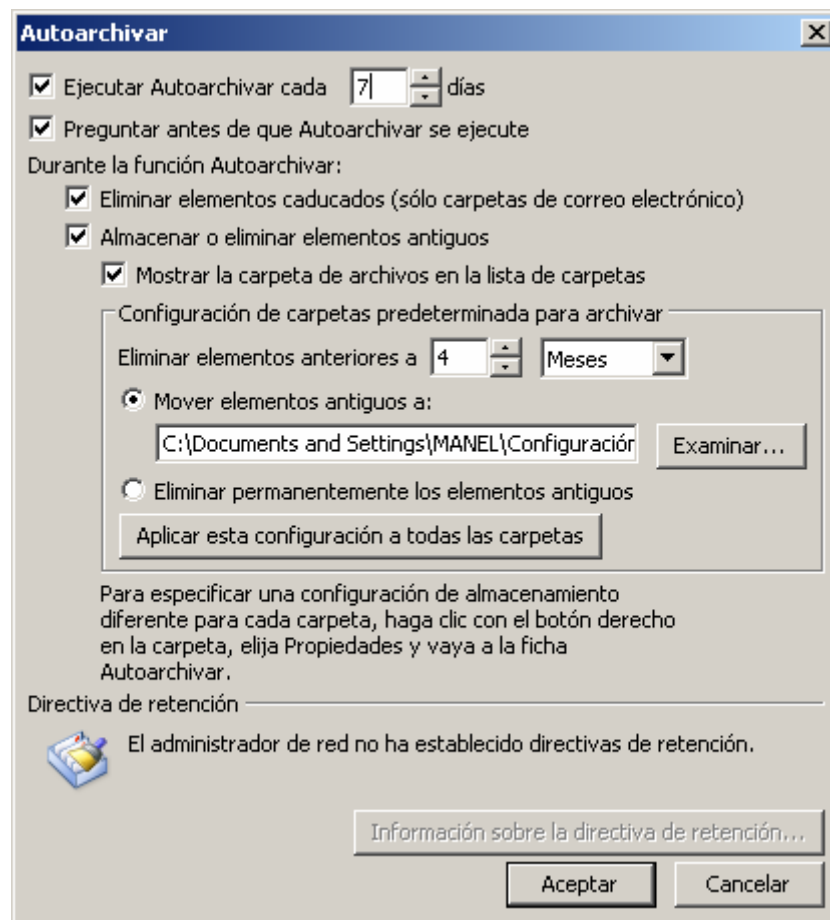 Autoarchivar
Ejecutar Autoarchivar cada 7 días
Preguntar antes de que Autoarchivar se ejecute
Durante la función Autoarchivar:
Eliminar elementos caducados (sólo carpetas de correo electrónico)
Almacenar o eliminar elementos antiguos
Mostrar la carpeta de archivos en la lista de carpetas
Configuración de carpetas predeterminada para archivar
Eliminar elementos anteriores a 4 Meses
Mover elementos antiguos a:
C:\Documents and Settings\MANEL\Configuración Examinar...
Eliminar permanentemente los elementos antiguos
Aplicar esta configuración a todas las carpetas
Para especificar una configuración de almacenamiento
diferente para cada carpeta, haga clic con el botón derecho
en la carpeta, elija Propiedades y vaya a la ficha
Autoarchivar.
Directiva de retención
El administrador de red no ha establecido directivas de retención.
Información sobre la directiva de retención...
Aceptar Cancelar